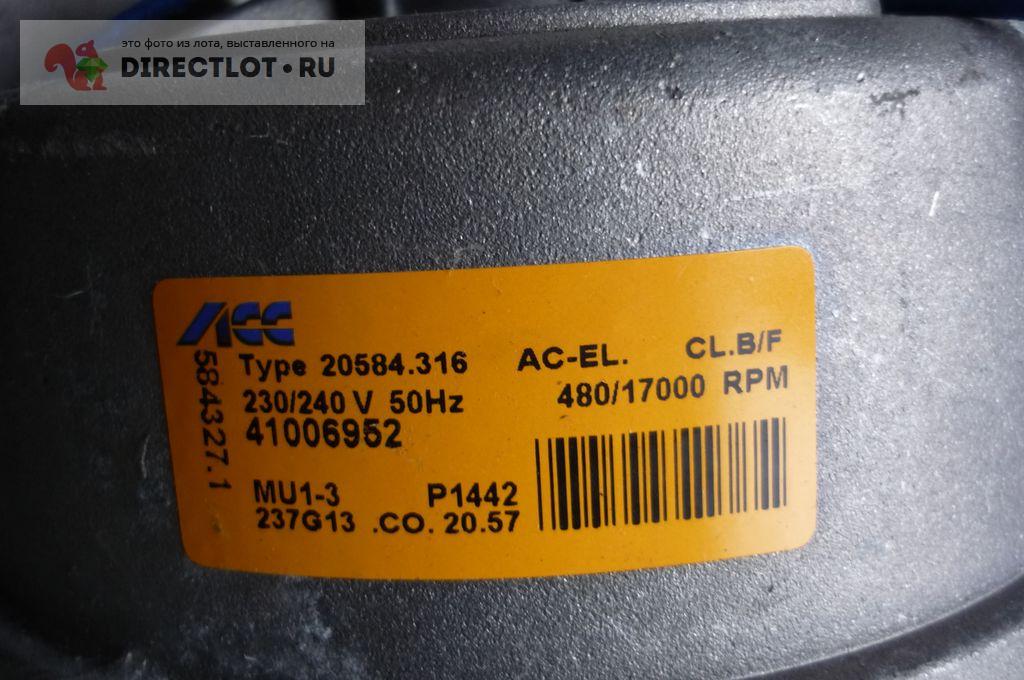 это фото из лота, выставленного на
DIRECTLOT•RU
ACC
584327.1
Type 20584.316 AC-EL. CL.B/F
230/240 V 50Hz 480/17000 RPM
41006952
MU1-3 P1442
237G13 .CO. 20.57